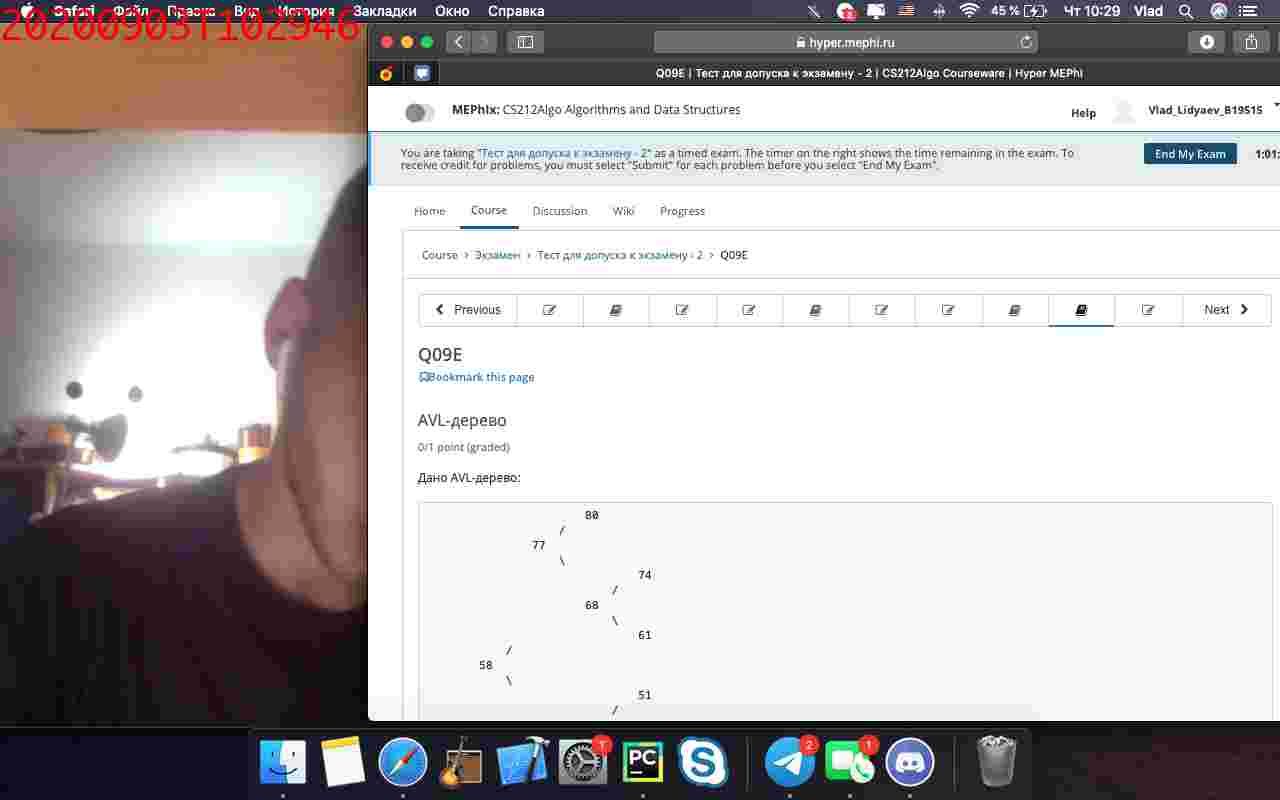 Safari Файл Правка Вид История Закладки Окно Справка 2 45 % Чт 10:29 Vlad
20200903T102946
hyper.mephi.ru
Q09E | Тест для допуска к экзамену - 2 | CS212Algo Courseware | Hyper MEPhI
MEPhIx: CS212Algo Algorithms and Data Structures
Help Vlad_Lidyaev_B19515
You are taking "Тест для допуска к экзамену - 2" as a timed exam. The timer on the right shows the time remaining in the exam. To
receive credit for problems, you must select "Submit" for each problem before you select "End My Exam".
End My Exam 1:01:
Home Course Discussion Wiki Progress
Course › Экзамен › Тест для допуска к экзамену - 2 › Q09E
Previous Next
Q09E
Bookmark this page
AVL-дерево
0/1 point (graded)
Дано AVL-дерево:
80
/
77
\
74
/
68
\
61
/
58
\
51
/
PC
2
1